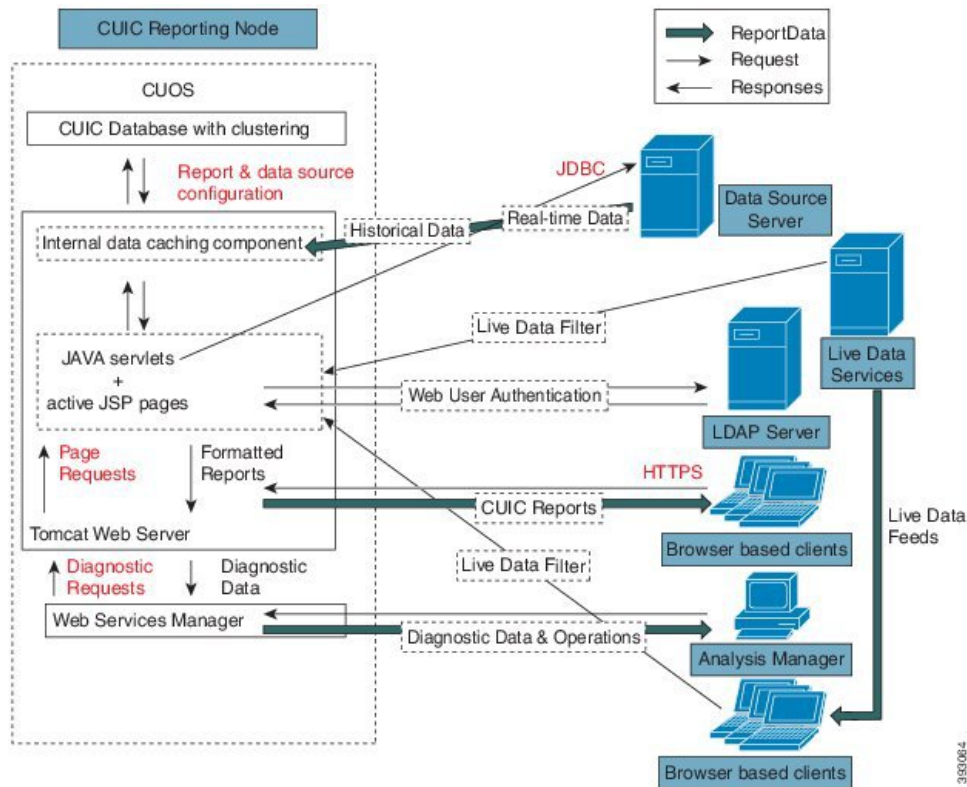 CUIC Reporting Node
ReportData
Request
Responses
CUOS
CUIC Database with clustering
Report & data source
configuration
JDBC
Data Source
Server
Real-time Data
Historical Data
Internal data caching component
Live Data Filter
Live Data
Services
JAVA servlets
+
active JSP pages
Web User Authentication
LDAP Server
Page
Requests
Formatted
Reports
HTTPS
CUIC Reports
Tomcat Web Server
Browser based clients
Live Data
Feeds
Live Data Filter
Diagnostic
Requests
Diagnostic
Data
Web Services Manager
Diagnostic Data & Operations
Analysis Manager
Browser based clients
393064